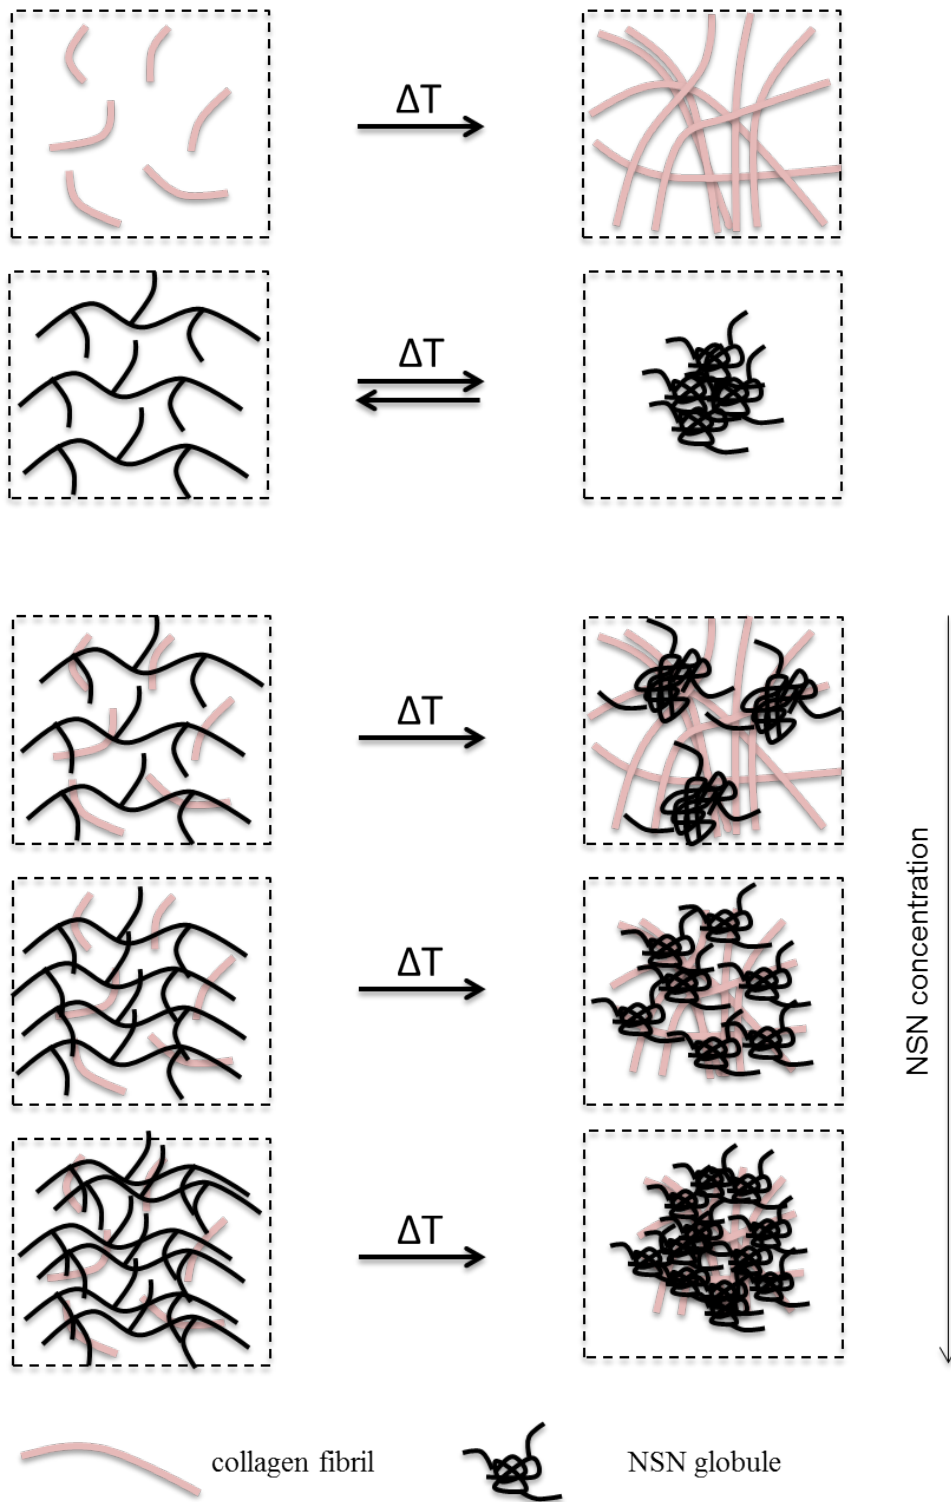 ΔT
ΔT
ΔT
ΔT
ΔT
NSN concentration
collagen fibril
NSN globule